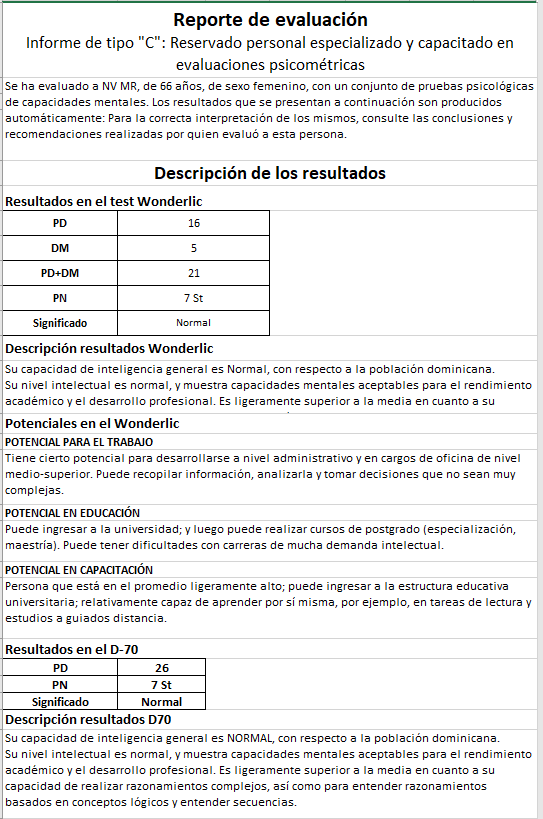 Reporte de evaluación
Informe de tipo "C": Reservado personal especializado y capacitado en
evaluaciones psicométricas
Se ha evaluado a NV MR, de 66 años, de sexo femenino, con un conjunto de pruebas psicológicas
de capacidades mentales. Los resultados que se presentan a continuación son producidos
automáticamente: Para la correcta interpretación de los mismos, consulte las conclusiones y
recomendaciones realizadas por quien evaluó a esta persona.
Descripción de los resultados
Resultados en el test Wonderlic
PD 16
DM 5
PD+DM 21
PN 7 St
Significado Normal
Descripción resultados Wonderlic
Su capacidad de inteligencia general es Normal, con respecto a la población dominicana.
Su nivel intelectual es normal, y muestra capacidades mentales aceptables para el rendimiento
académico y el desarrollo profesional. Es ligeramente superior a la media en cuanto a su
Potenciales en el Wonderlic
POTENCIAL PARA EL TRABAJO
Tiene cierto potencial para desarrollarse a nivel administrativo y en cargos de oficina de nivel
medio-superior. Puede recopilar información, analizarla y tomar decisiones que no sean muy
complejas.
POTENCIAL EN EDUCACIÓN
Puede ingresar a la universidad; y luego puede realizar cursos de postgrado (especialización,
maestría). Puede tener dificultades con carreras de mucha demanda intelectual.
POTENCIAL EN CAPACITACIÓN
Persona que está en el promedio ligeramente alto; puede ingresar a la estructura educativa
universitaria; relativamente capaz de aprender por sí misma, por ejemplo, en tareas de lectura y
estudios a guiados distancia.
Resultados en el D-70
PD 26
PN 7 St
Significado Normal
Descripción resultados D70
Su capacidad de inteligencia general es NORMAL, con respecto a la población dominicana.
Su nivel intelectual es normal, y muestra capacidades mentales aceptables para el rendimiento
académico y el desarrollo profesional. Es ligeramente superior a la media en cuanto a su
capacidad de realizar razonamientos complejos, así como para entender razonamientos
basados en conceptos lógicos y entender secuencias.